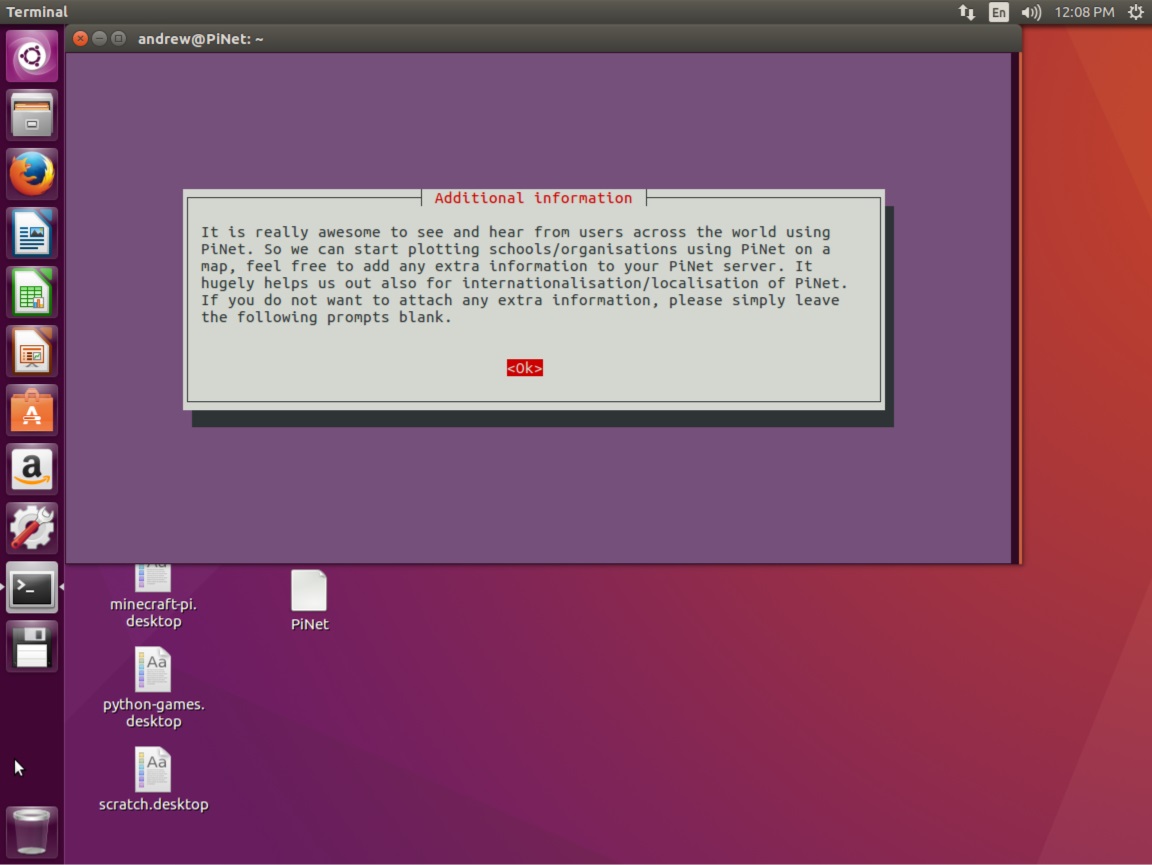 Terminal
En
12:08 PM
andrew@PiNet: ~
Additional information
It is really awesome to see and hear from users across the world using
PiNet. So we can start plotting schools/organisations using PiNet on a
map, feel free to add any extra information to your PiNet server. It
hugely helps us out also for internationalisation/localisation of PiNet.
If you do not want to attach any extra information, please simply leave
the following prompts blank.
<Ok>
minecraft-pi.
desktop
PiNet
Aa
python-games.
desktop
Aa
scratch.desktop